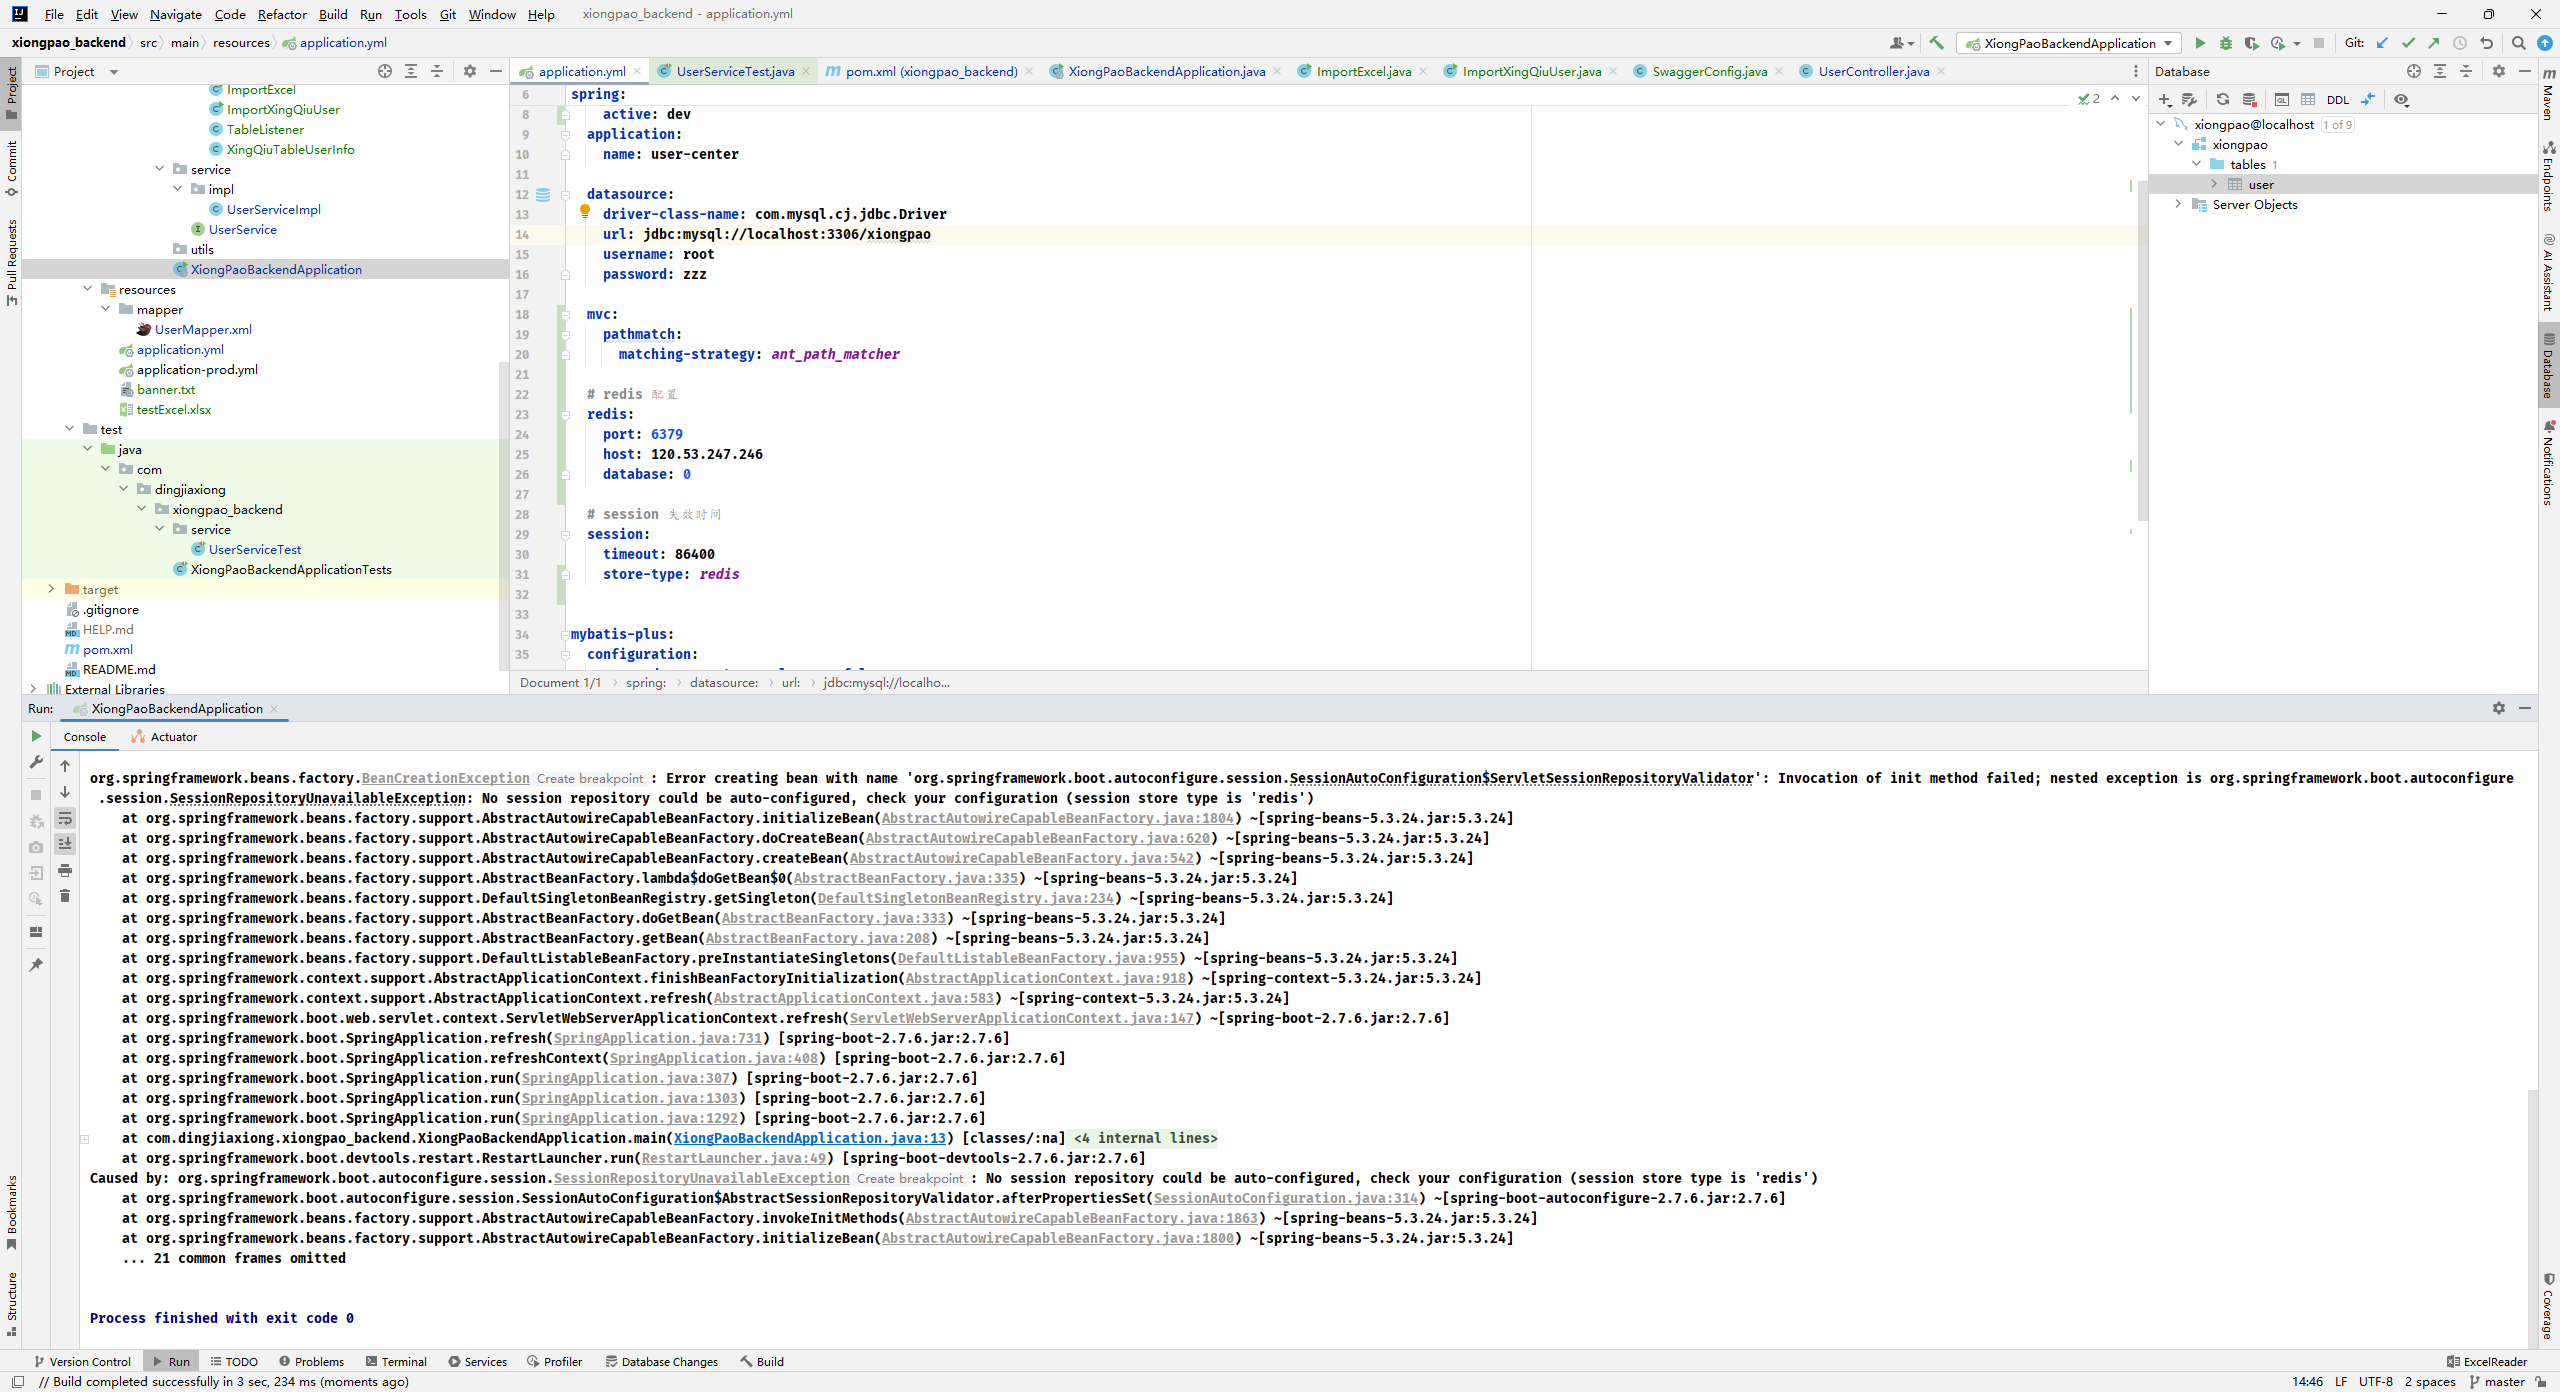 File Edit View Navigate Code Refactor Build Run Tools Git Window Help xiongpao_backend - application.yml
xiongpao_backend src main resources application.yml
XiongPaoBackendApplication Git:
Project
application.yml UserServiceTest.java pom.xml (xiongpao_backend) XiongPaoBackendApplication.java ImportExcel.java ImportXingQiuUser.java SwaggerConfig.java UserController.java
Database
Project
Commit
Pull Requests
Bookmarks
Structure
ImportExcel
ImportXingQiuUser
TableListener
XingQiuTableUserInfo
service
impl
UserServiceImpl
UserService
utils
XiongPaoBackendApplication
resources
mapper
UserMapper.xml
application.yml
application-prod.yml
banner.txt
testExcel.xlsx
test
java
com
dingjiaxiong
xiongpao_backend
service
UserServiceTest
XiongPaoBackendApplicationTests
target
.gitignore
HELP.md
pom.xml
README.md
External Libraries
2
6 spring:
8 active: dev
9 application:
10 name: user-center
11
12 datasource:
13 driver-class-name: com.mysql.cj.jdbc.Driver
14 url: jdbc:mysql://localhost:3306/xiongpao
15 username: root
16 password: zzz
17
18 mvc:
19 pathmatch:
20 matching-strategy: ant_path_matcher
21
22 # redis 配置
23 redis:
24 port: 6379
25 host: 120.53.247.246
26 database: 0
27
28 # session 失效时间
29 session:
30 timeout: 86400
31 store-type: redis
32
33
34 mybatis-plus:
35 configuration:
Document 1/1 spring: datasource: url: jdbc:mysql://localho...
DDL
xiongpao@localhost 1 of 9
xiongpao
tables 1
user
Server Objects
Maven
Endpoints
AI Assistant
Database
Notifications
Coverage
Run: XiongPaoBackendApplication
Console Actuator
org.springframework.beans.factory.BeanCreationException Create breakpoint : Error creating bean with name 'org.springframework.boot.autoconfigure.session.SessionAutoConfiguration$ServletSessionRepositoryValidator': Invocation of init method failed; nested exception is org.springframework.boot.autoconfigure
.session.SessionRepositoryUnavailableException: No session repository could be auto-configured, check your configuration (session store type is 'redis')
at org.springframework.beans.factory.support.AbstractAutowireCapableBeanFactory.initializeBean(AbstractAutowireCapableBeanFactory.java:1804) ~[spring-beans-5.3.24.jar:5.3.24]
at org.springframework.beans.factory.support.AbstractAutowireCapableBeanFactory.doCreateBean(AbstractAutowireCapableBeanFactory.java:620) ~[spring-beans-5.3.24.jar:5.3.24]
at org.springframework.beans.factory.support.AbstractAutowireCapableBeanFactory.createBean(AbstractAutowireCapableBeanFactory.java:542) ~[spring-beans-5.3.24.jar:5.3.24]
at org.springframework.beans.factory.support.AbstractBeanFactory.lambda$doGetBean$0(AbstractBeanFactory.java:335) ~[spring-beans-5.3.24.jar:5.3.24]
at org.springframework.beans.factory.support.DefaultSingletonBeanRegistry.getSingleton(DefaultSingletonBeanRegistry.java:234) ~[spring-beans-5.3.24.jar:5.3.24]
at org.springframework.beans.factory.support.AbstractBeanFactory.doGetBean(AbstractBeanFactory.java:333) ~[spring-beans-5.3.24.jar:5.3.24]
at org.springframework.beans.factory.support.AbstractBeanFactory.getBean(AbstractBeanFactory.java:208) ~[spring-beans-5.3.24.jar:5.3.24]
at org.springframework.beans.factory.support.DefaultListableBeanFactory.preInstantiateSingletons(DefaultListableBeanFactory.java:955) ~[spring-beans-5.3.24.jar:5.3.24]
at org.springframework.context.support.AbstractApplicationContext.finishBeanFactoryInitialization(AbstractApplicationContext.java:918) ~[spring-context-5.3.24.jar:5.3.24]
at org.springframework.context.support.AbstractApplicationContext.refresh(AbstractApplicationContext.java:583) ~[spring-context-5.3.24.jar:5.3.24]
at org.springframework.boot.web.servlet.context.ServletWebServerApplicationContext.refresh(ServletWebServerApplicationContext.java:147) ~[spring-boot-2.7.6.jar:2.7.6]
at org.springframework.boot.SpringApplication.refresh(SpringApplication.java:731) [spring-boot-2.7.6.jar:2.7.6]
at org.springframework.boot.SpringApplication.refreshContext(SpringApplication.java:408) [spring-boot-2.7.6.jar:2.7.6]
at org.springframework.boot.SpringApplication.run(SpringApplication.java:307) [spring-boot-2.7.6.jar:2.7.6]
at org.springframework.boot.SpringApplication.run(SpringApplication.java:1303) [spring-boot-2.7.6.jar:2.7.6]
at org.springframework.boot.SpringApplication.run(SpringApplication.java:1292) [spring-boot-2.7.6.jar:2.7.6]
at com.dingjiaxiong.xiongpao_backend.XiongPaoBackendApplication.main(XiongPaoBackendApplication.java:13) [classes/:na] <4 internal lines>
at org.springframework.boot.devtools.restart.RestartLauncher.run(RestartLauncher.java:49) [spring-boot-devtools-2.7.6.jar:2.7.6]
Caused by: org.springframework.boot.autoconfigure.session.SessionRepositoryUnavailableException Create breakpoint : No session repository could be auto-configured, check your configuration (session store type is 'redis')
at org.springframework.boot.autoconfigure.session.SessionAutoConfiguration$AbstractSessionRepositoryValidator.afterPropertiesSet(SessionAutoConfiguration.java:314) ~[spring-boot-autoconfigure-2.7.6.jar:2.7.6]
at org.springframework.beans.factory.support.AbstractAutowireCapableBeanFactory.invokeInitMethods(AbstractAutowireCapableBeanFactory.java:1863) ~[spring-beans-5.3.24.jar:5.3.24]
at org.springframework.beans.factory.support.AbstractAutowireCapableBeanFactory.initializeBean(AbstractAutowireCapableBeanFactory.java:1800) ~[spring-beans-5.3.24.jar:5.3.24]
... 21 common frames omitted
Process finished with exit code 0
Version Control Run TODO Problems Terminal Services Profiler Database Changes Build ExcelReader
// Build completed successfully in 3 sec, 234 ms (moments ago) 14:46 LF UTF-8 2 spaces master